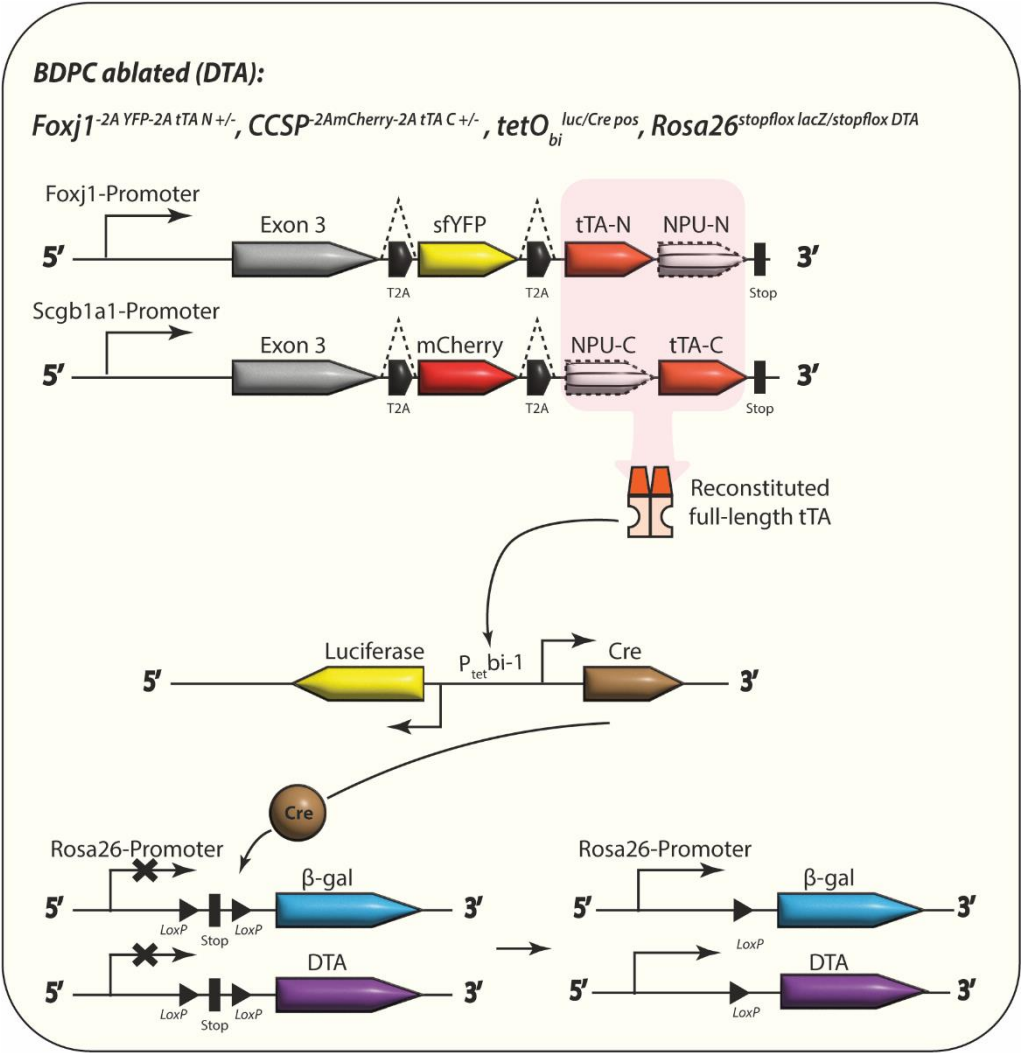 BDPC ablated (DTA):
Foxj1-2A YFP-2A tTA N +/-, CCSP-2AmCherry-2A tTA C +/- , tetObi luc/Cre pos, Rosa26stopflox lacZ/stopflox DTA
Foxj1-Promoter
Exon 3 sfYFP tTA-N NPU-N
5’ 3’
T2A T2A Stop
Scgb1a1-Promoter
Exon 3 mCherry NPU-C tTA-C
5’ 3’
T2A T2A Stop
Reconstituted
full-length tTA
Luciferase Ptetbi-1 Cre
5’ 3’
Cre
Rosa26-Promoter Rosa26-Promoter
β-gal β-gal
5’ 3’ 5’ 3’
LoxP Stop LoxP LoxP
DTA DTA
5’ 3’ 5’ 3’
LoxP Stop LoxP LoxP